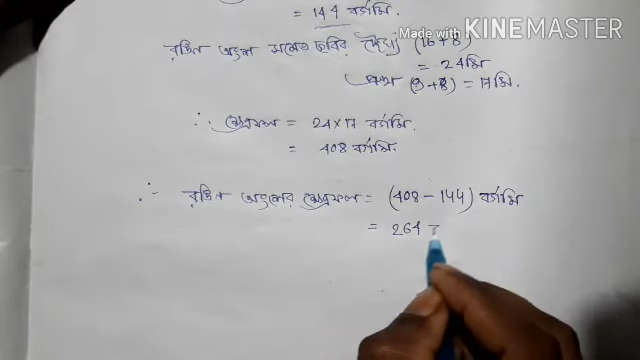 = 144 বর্গমি.
Made with KINEMASTER
রঙিন অংশ সমেত ছবির দৈর্ঘ্য (16+8)
= 24মি
প্রস্থ (9+8) = 17মি.
∴ ক্ষেত্রফল = 24×17 বর্গমি
= 408 বর্গমি.
∴ রঙিন অংশের ক্ষেত্রফল = (408-144) বর্গমি
= 264